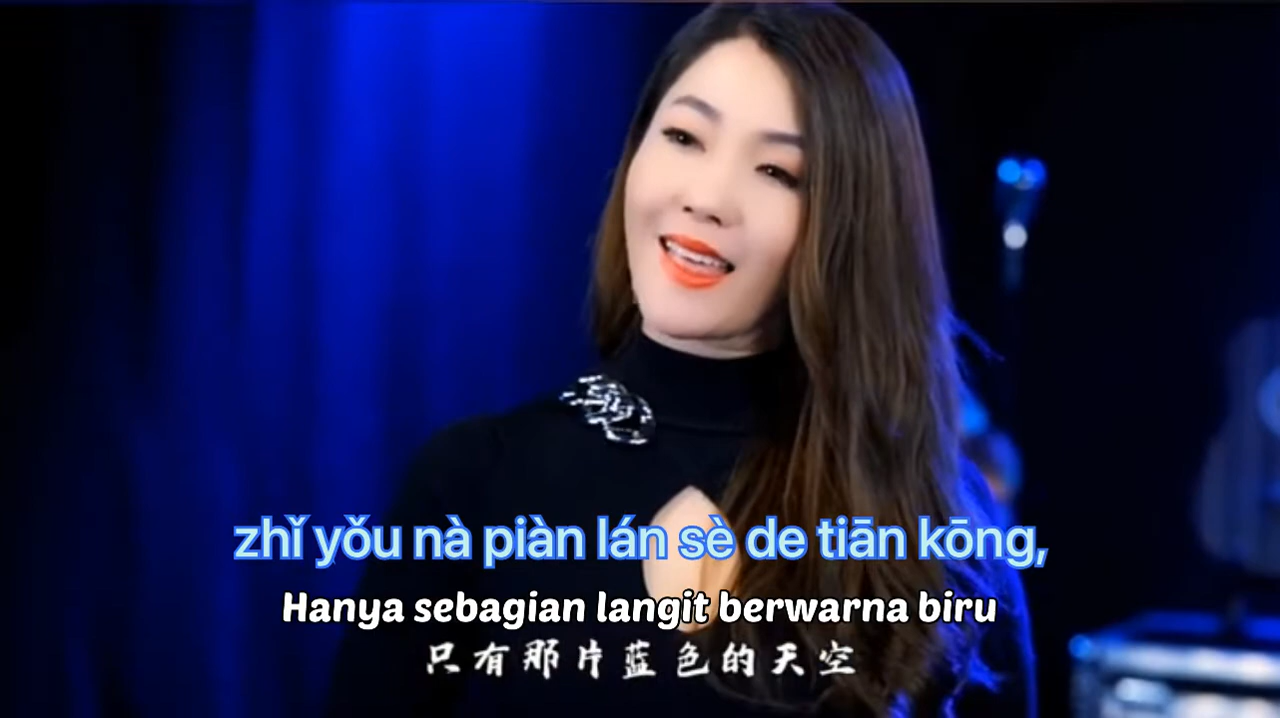 zhǐ yǒu nà piàn lán sè de tiān kōng,
Hanya sebagian langit berwarna biru
只有那片蓝色的天空